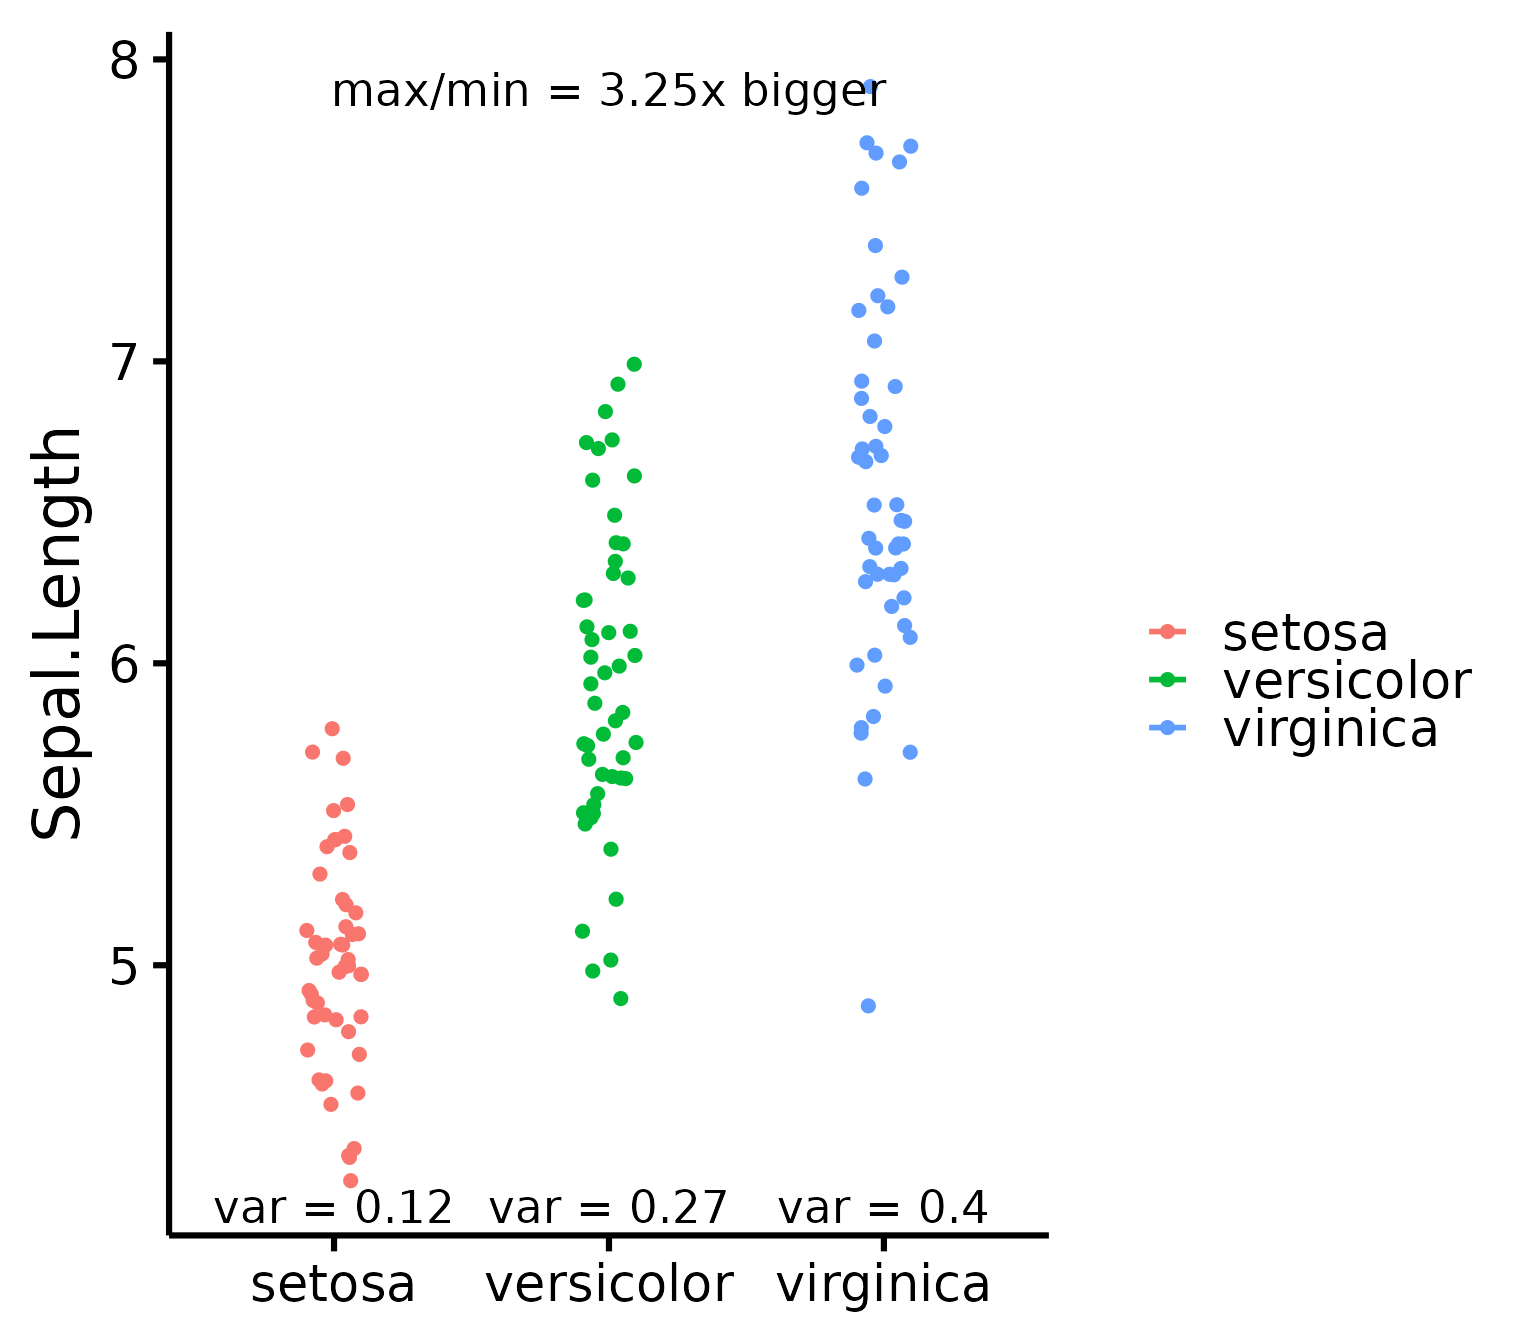 max/min = 3.25x bigger
8
7
6
5
Sepal.Length
var = 0.12 var = 0.27 var = 0.4
setosa versicolor virginica
setosa
versicolor
virginica